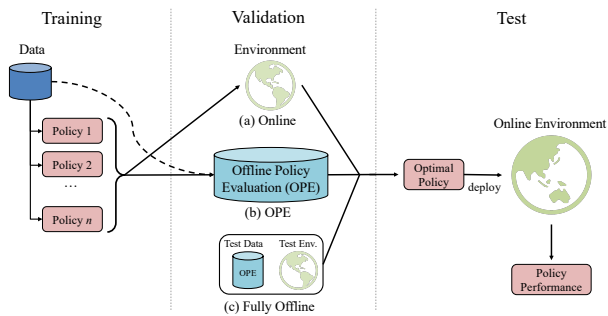 Training
Validation
Test
Data
Policy 1
Policy 2
...
Policy n
Environment
(a) Online
Offline Policy
Evaluation (OPE)
(b) OPE
Test Data
Test Env.
OPE
(c) Fully Offline
Optimal
Policy
deploy
Online Environment
Policy
Performance